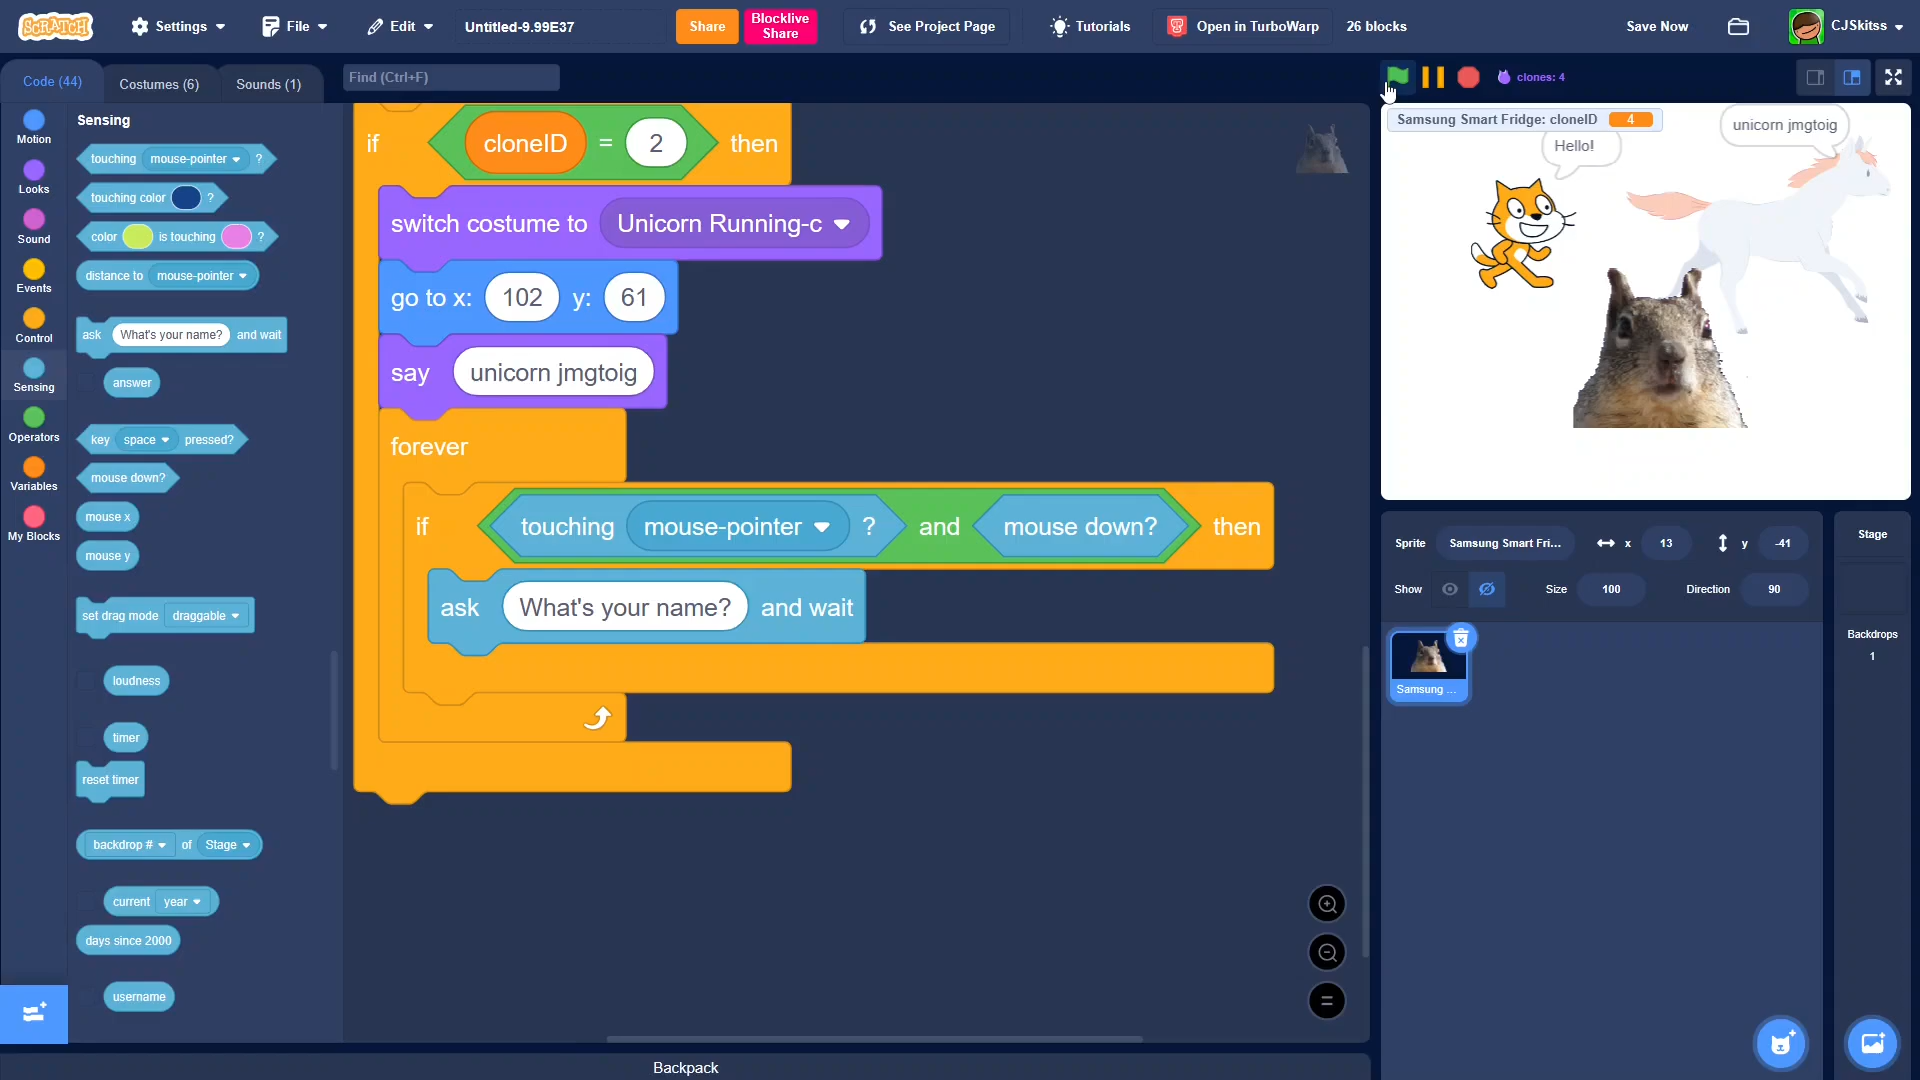 SCRATCH
Settings
File
Edit
Untitled-9.99E37
Share
Blocklive
Share
See Project Page
Tutorials
Open in TurboWarp
26 blocks
Save Now
CJSkitss
Code (44)
Costumes (6)
Sounds (1)
Find (Ctrl+F)
clones: 4
Motion
Looks
Sound
Events
Control
Sensing
Operators
Variables
My Blocks
Sensing
touching mouse-pointer ?
touching color ?
color is touching ?
distance to mouse-pointer
ask What's your name? and wait
answer
key space pressed?
mouse down?
mouse x
mouse y
set drag mode draggable
loudness
timer
reset timer
backdrop # of Stage
current year
days since 2000
username
if cloneID = 2 then
switch costume to Unicorn Running-c
go to x: 102 y: 61
say unicorn jmgtoig
forever
if touching mouse-pointer ? and mouse down? then
ask What's your name? and wait
Backpack
Samsung Smart Fridge: cloneID 4
Hello!
unicorn jmgtoig
Sprite Samsung Smart Fri... x 13 y -41
Show Size 100 Direction 90
Samsung ...
Stage
Backdrops
1